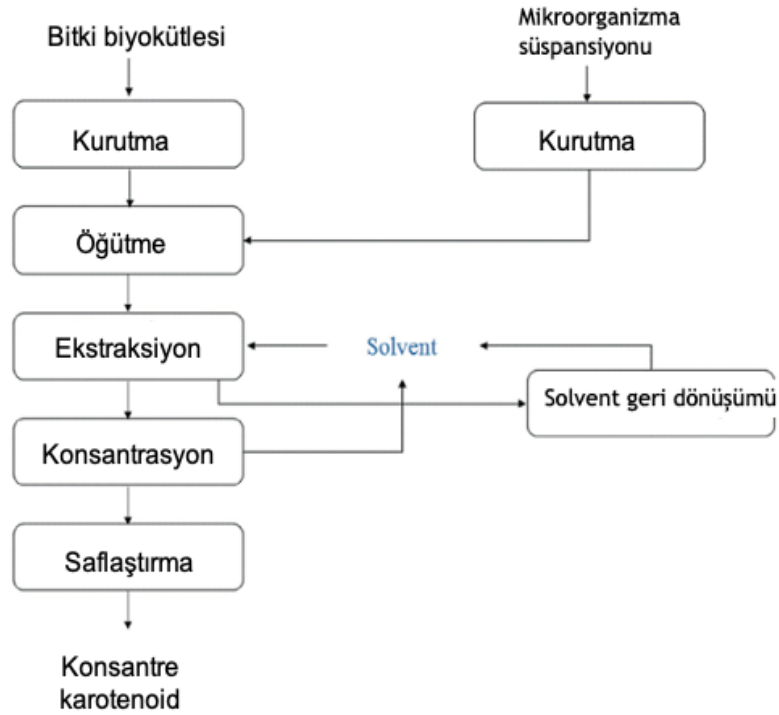 Bitki biyokütlesi
Mikroorganizma
süspansiyonu
Kurutma
Kurutma
Öğütme
Ekstraksiyon
Solvent
Solvent geri dönüşümü
Konsantrasyon
Saflaştırma
Konsantre
karotenoid